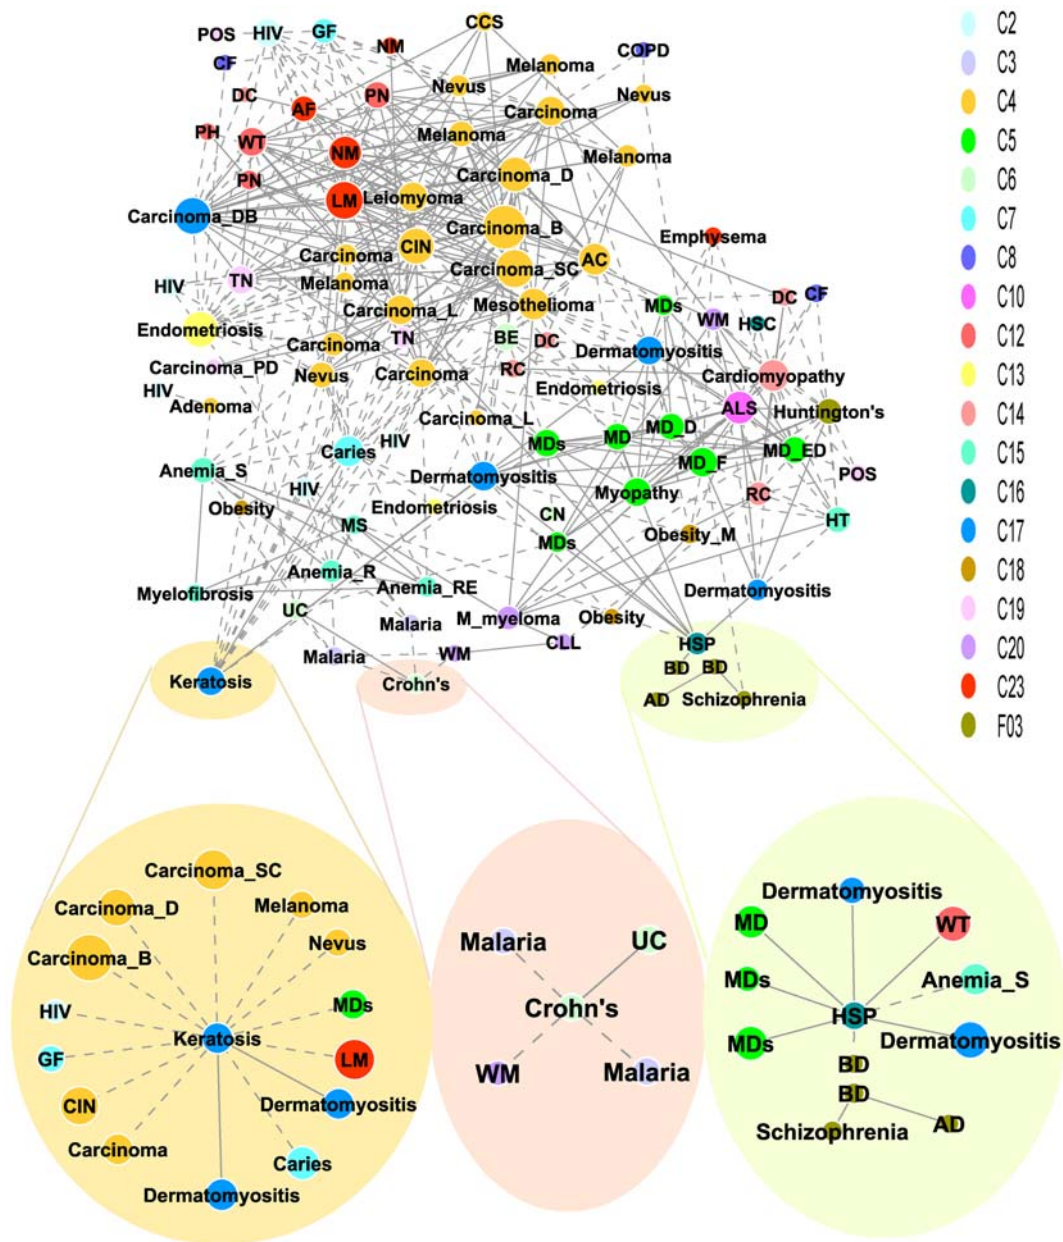 POS
HIV
GF
NM
CCS
COPD
CF
Melanoma
Nevus
Nevus
DC
AF
PN
Carcinoma
PH
WT
Melanoma
NM
Melanoma
PN
Carcinoma_D
Carcinoma_DB
LM
Leiomyoma
Carcinoma_B
Emphysema
CIN
Carcinoma
AC
Carcinoma_SC
HIV
TN
Melanoma
MDs
DC
CF
Carcinoma_L
Mesothelioma
WM
HSC
Endometriosis
TN
BE
DC
Carcinoma
Dermatomyositis
Carcinoma_PD
Nevus
Carcinoma
RC
Cardiomyopathy
HIV
Adenoma
Endometriosis
ALS
Huntington's
Carcinoma_L
MD_D
Caries
HIV
MDs
MD
MD_ED
Anemia_S
Dermatomyositis
MD_F
POS
HIV
Myopathy
RC
Obesity
Endometriosis
CN
HT
MS
MDs
Obesity_M
Anemia_R
Anemia_RE
Myelofibrosis
Dermatomyositis
UC
Malaria
M_myeloma
Obesity
CLL
HSP
Malaria
WM
Keratosis
Crohn's
BD
BD
AD
Schizophrenia
C2
C3
C4
C5
C6
C7
C8
C10
C12
C13
C14
C15
C16
C17
C18
C19
C20
C23
F03
Carcinoma_SC
Carcinoma_D
Melanoma
Nevus
Carcinoma_B
HIV
MDs
Keratosis
GF
LM
CIN
Dermatomyositis
Carcinoma
Caries
Dermatomyositis
Malaria
UC
Crohn's
WM
Malaria
Dermatomyositis
MD
WT
MDs
Anemia_S
HSP
MDs
Dermatomyositis
BD
BD
Schizophrenia
AD